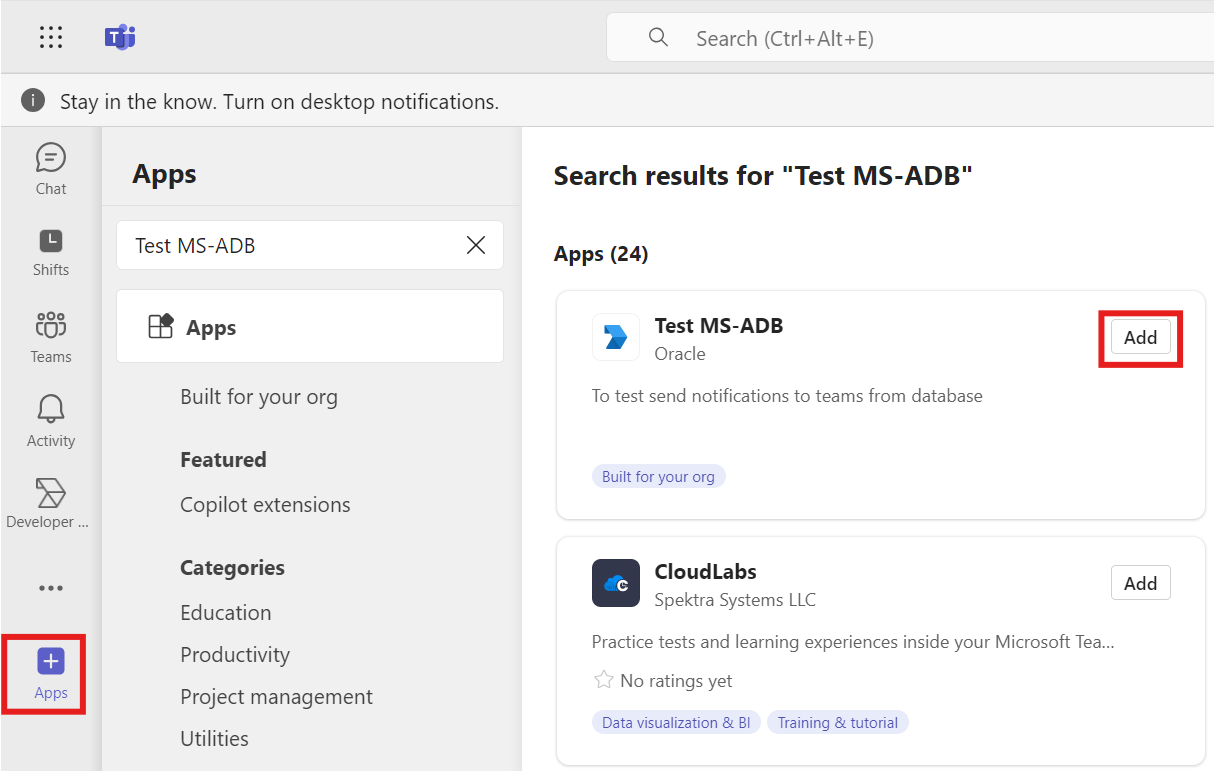 Search (Ctrl+Alt+E)
Stay in the know. Turn on desktop notifications.
Chat
Shifts
Teams
Activity
Developer ...
Apps
Apps
Test MS-ADB
Apps
Built for your org
Featured
Copilot extensions
Categories
Education
Productivity
Project management
Utilities
Search results for "Test MS-ADB"
Apps (24)
Test MS-ADB
Oracle
Add
To test send notifications to teams from database
Built for your org
CloudLabs
Spektra Systems LLC
Add
Practice tests and learning experiences inside your Microsoft Tea...
No ratings yet
Data visualization & BI Training & tutorial